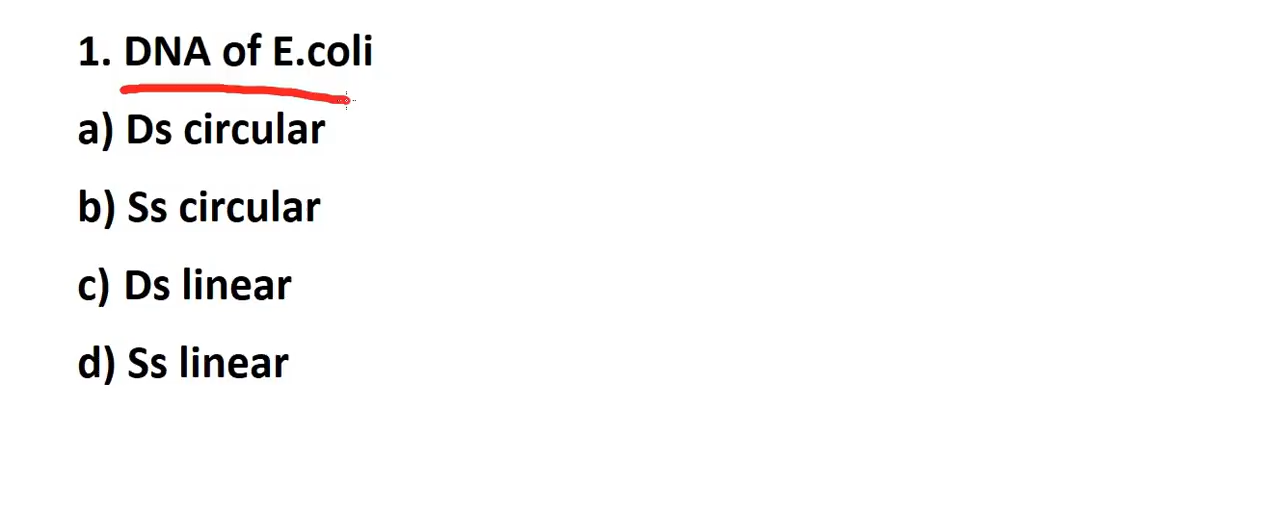 1. DNA of E.coli
a) Ds circular
b) Ss circular
c) Ds linear
d) Ss linear